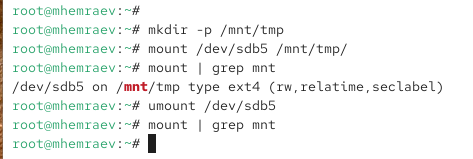 root@mhemraev:~#
root@mhemraev:~# mkdir -p /mnt/tmp
root@mhemraev:~# mount /dev/sdb5 /mnt/tmp/
root@mhemraev:~# mount | grep mnt
/dev/sdb5 on /mnt/tmp type ext4 (rw,relatime,seclabel)
root@mhemraev:~# umount /dev/sdb5
root@mhemraev:~# mount | grep mnt
root@mhemraev:~#